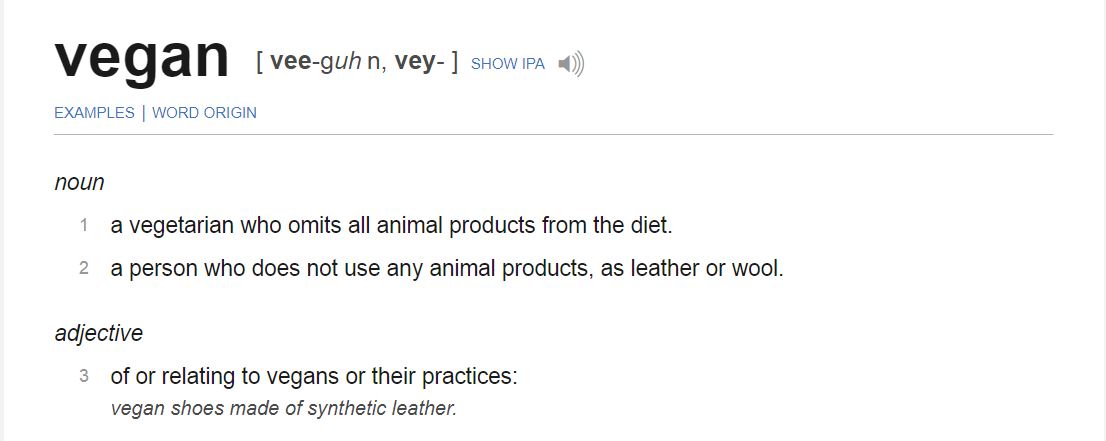 vegan [ vee-guh n, vey- ] SHOW IPA
EXAMPLES | WORD ORIGIN
noun
1 a vegetarian who omits all animal products from the diet.
2 a person who does not use any animal products, as leather or wool.
adjective
3 of or relating to vegans or their practices:
vegan shoes made of synthetic leather.